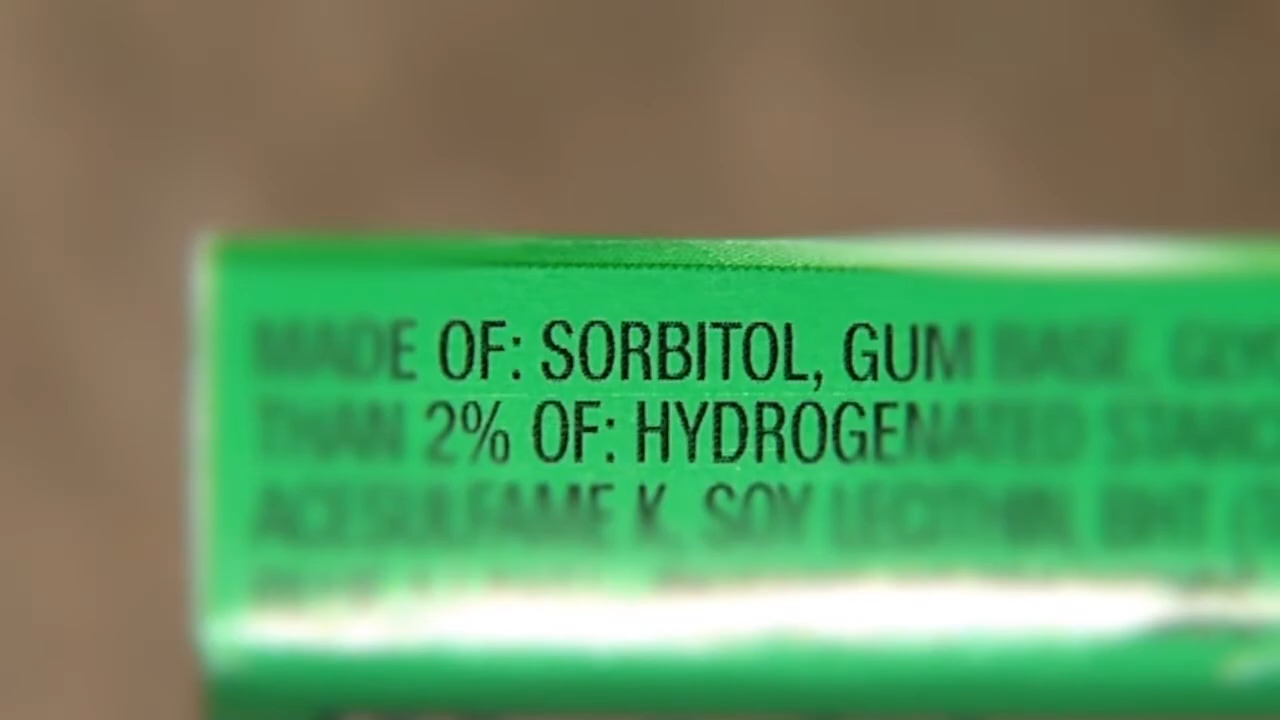 MADE OF: SORBITOL, GUM BASE,
THAN 2% OF: HYDROGENATED
ACESULFAME K, SOY LECITHIN, BHT